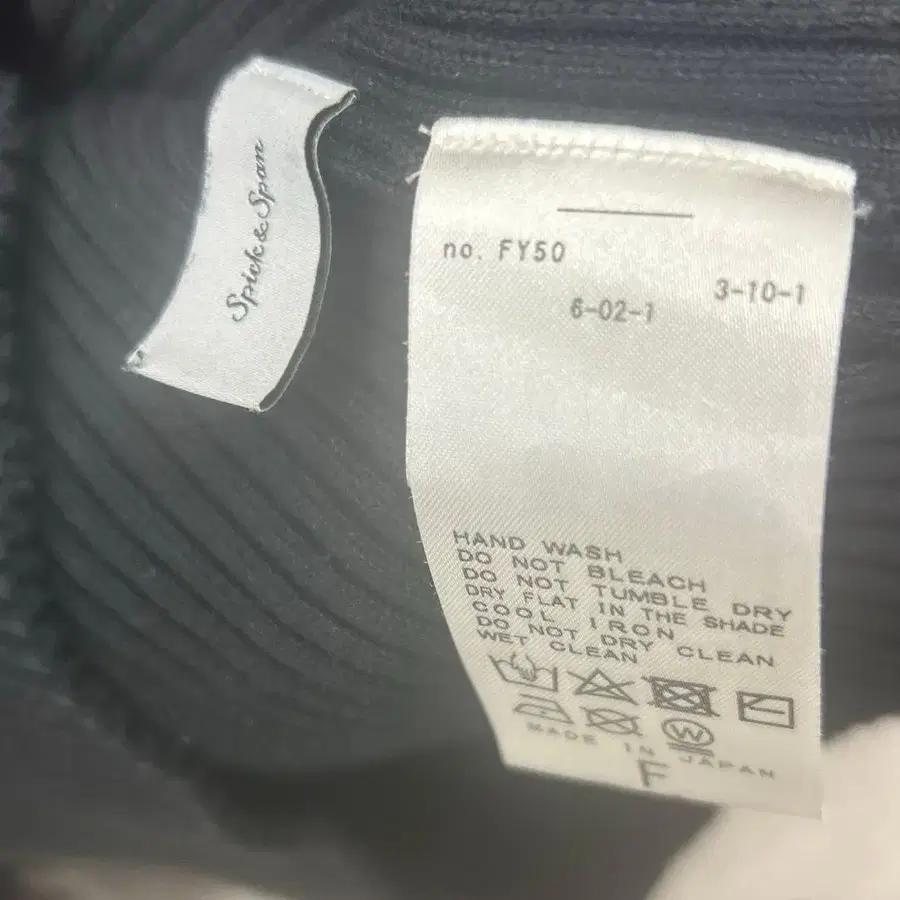 Spick & Span
no. FY50
3-10-1
6-02-1
HAND WASH
DO NOT BLEACH
DO NOT TUMBLE DRY
DRY FLAT IN THE SHADE
COOL IRON
DO NOT DRY CLEAN
WET CLEAN
W
MADE IN JAPAN
F